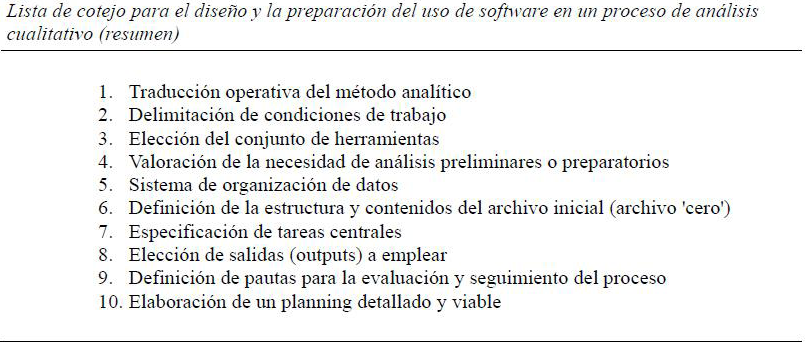 Lista de cotejo para el diseño y la preparación del uso de software en un proceso de análisis
cualitativo (resumen)
1. Traducción operativa del método analítico
2. Delimitación de condiciones de trabajo
3. Elección del conjunto de herramientas
4. Valoración de la necesidad de análisis preliminares o preparatorios
5. Sistema de organización de datos
6. Definición de la estructura y contenidos del archivo inicial (archivo 'cero')
7. Especificación de tareas centrales
8. Elección de salidas (outputs) a emplear
9. Definición de pautas para la evaluación y seguimiento del proceso
10. Elaboración de un planning detallado y viable